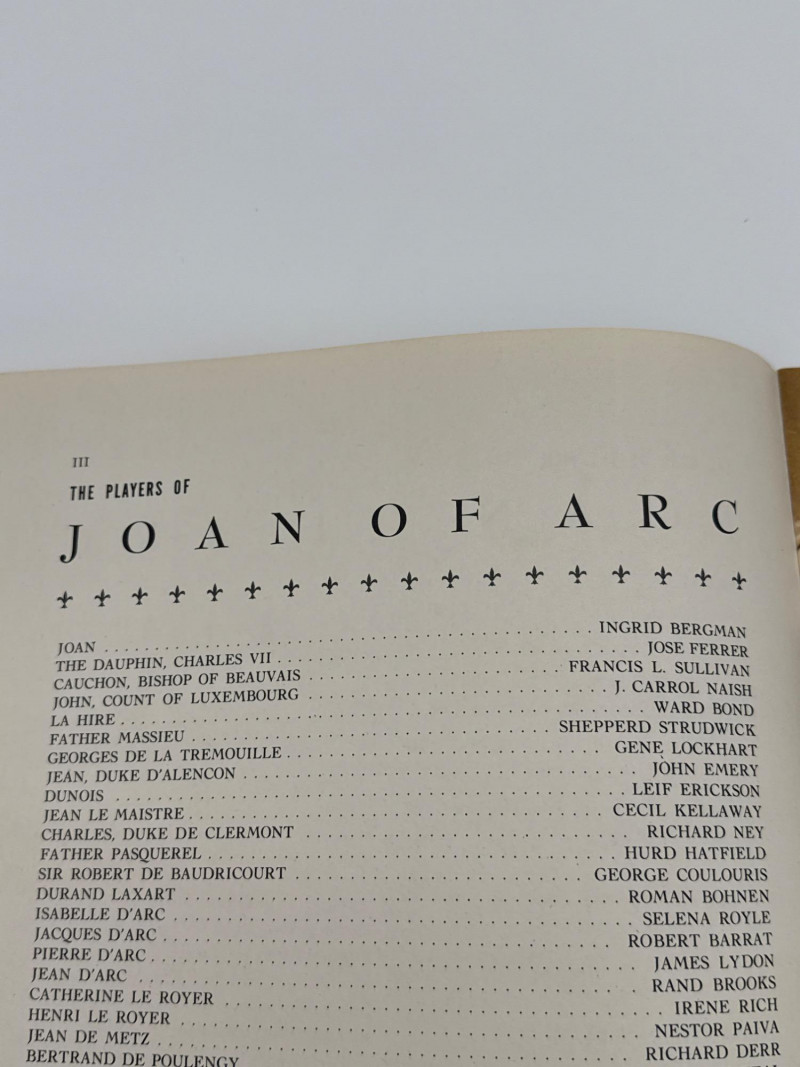 III
THE PLAYERS OF
JOAN OF ARC
JOAN . . . . . . . . . . . . . . . . . . . . INGRID BERGMAN
THE DAUPHIN, CHARLES VII . . . . . . . . . . . . . . . . . . . . JOSE FERRER
CAUCHON, BISHOP OF BEAUVAIS . . . . . . . . . . . . . . . . . . . . FRANCIS L. SULLIVAN
JOHN, COUNT OF LUXEMBOURG . . . . . . . . . . . . . . . . . . . . J. CARROL NAISH
LA HIRE . . . . . . . . . . . . . . . . . . . . WARD BOND
FATHER MASSIEU . . . . . . . . . . . . . . . . . . . . SHEPPERD STRUDWICK
GEORGES DE LA TREMOUILLE . . . . . . . . . . . . . . . . . . . . GENE LOCKHART
JEAN, DUKE D'ALENCON . . . . . . . . . . . . . . . . . . . . JOHN EMERY
DUNOIS . . . . . . . . . . . . . . . . . . . . LEIF ERICKSON
JEAN LE MAISTRE . . . . . . . . . . . . . . . . . . . . CECIL KELLAWAY
CHARLES, DUKE DE CLERMONT . . . . . . . . . . . . . . . . . . . . RICHARD NEY
FATHER PASQUEREL . . . . . . . . . . . . . . . . . . . . HURD HATFIELD
SIR ROBERT DE BAUDRICOURT . . . . . . . . . . . . . . . . . . . . GEORGE COULOURIS
DURAND LAXART . . . . . . . . . . . . . . . . . . . . ROMAN BOHNEN
ISABELLE D'ARC . . . . . . . . . . . . . . . . . . . . SELENA ROYLE
JACQUES D'ARC . . . . . . . . . . . . . . . . . . . . ROBERT BARRAT
PIERRE D'ARC . . . . . . . . . . . . . . . . . . . . JAMES LYDON
JEAN D'ARC . . . . . . . . . . . . . . . . . . . . RAND BROOKS
CATHERINE LE ROYER . . . . . . . . . . . . . . . . . . . . IRENE RICH
HENRI LE ROYER . . . . . . . . . . . . . . . . . . . . NESTOR PAIVA
JEAN DE METZ . . . . . . . . . . . . . . . . . . . . RICHARD DERR
BERTRAND DE POULENGY